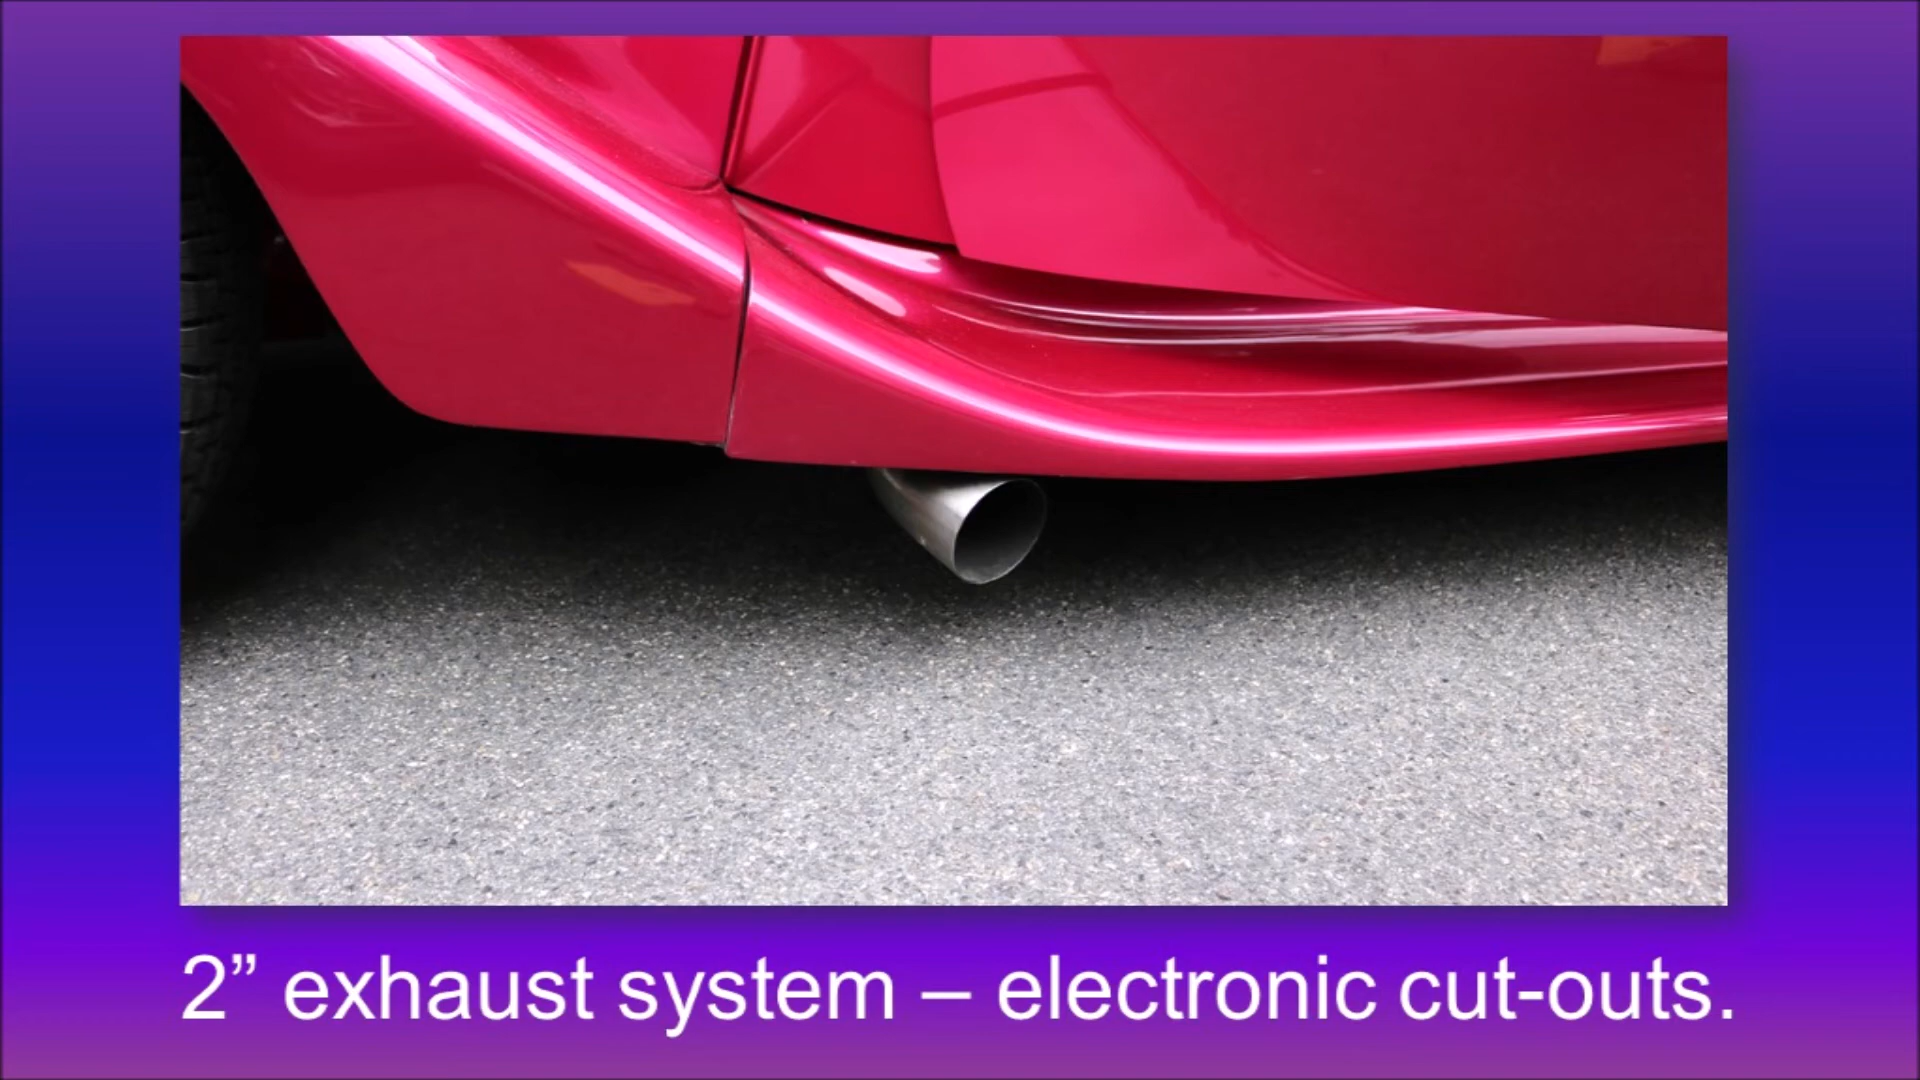 2” exhaust system – electronic cut-outs.